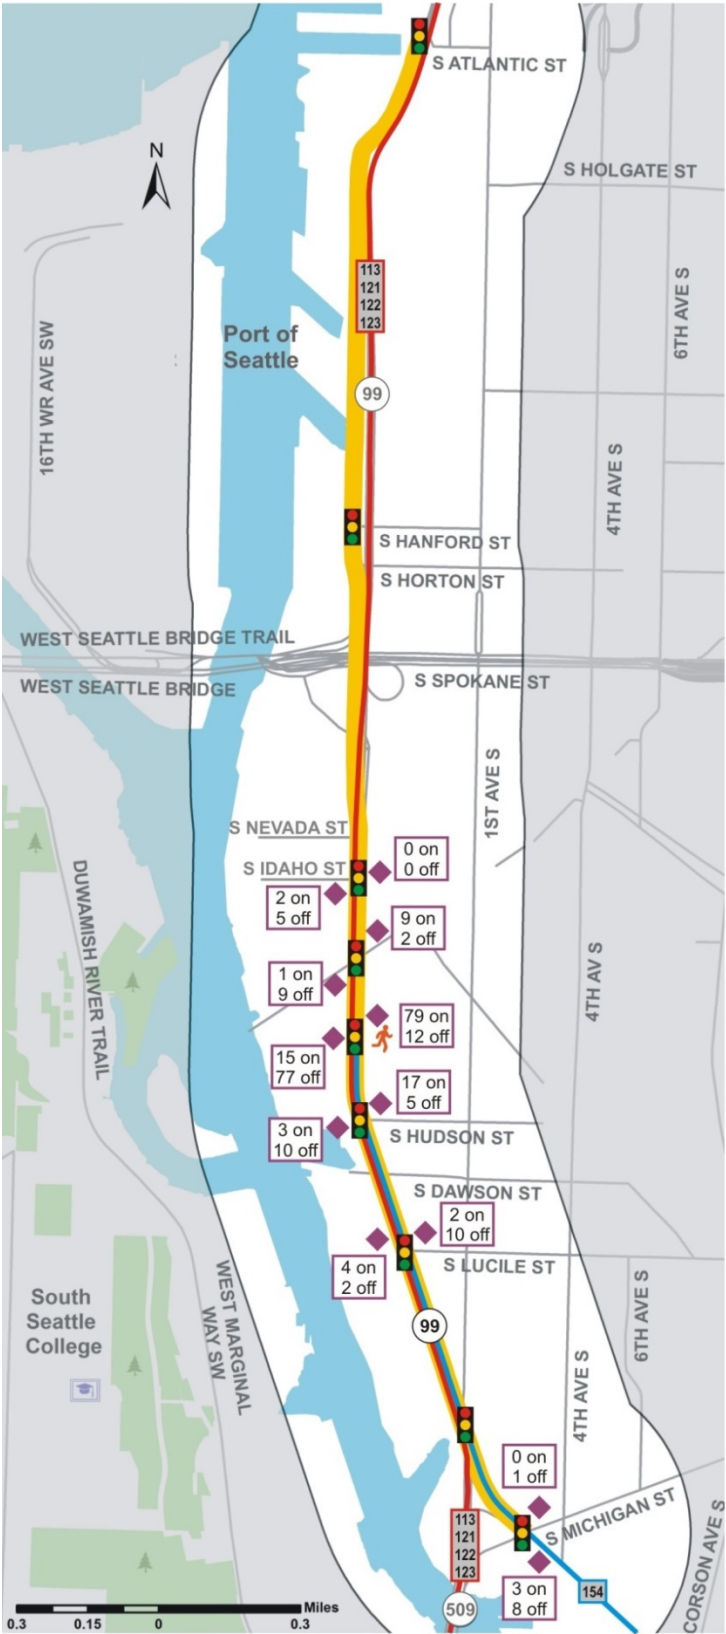 S ATLANTIC ST
N
S HOLGATE ST
113
121
122
123
6TH AVE S
Port of
Seattle
16TH WR AVE SW
99
4TH AVE S
S HANFORD ST
S HORTON ST
WEST SEATTLE BRIDGE TRAIL
WEST SEATTLE BRIDGE
S SPOKANE ST
1ST AVE S
S NEVADA ST
0 on
0 off
S IDAHO ST
2 on
5 off
9 on
2 off
DUWAMISH RIVER TRAIL
4TH AV S
1 on
9 off
79 on
12 off
15 on
77 off
17 on
5 off
3 on
10 off
S HUDSON ST
S DAWSON ST
2 on
10 off
4 on
2 off
S LUCILE ST
WEST MARGINAL
WAY SW
South
Seattle
College
99
6TH AVE S
4TH AVE S
0 on
1 off
S MICHIGAN ST
113
121
122
123
CORSON AVE S
3 on
8 off
154
509
0.3 0.15 0 0.3 Miles